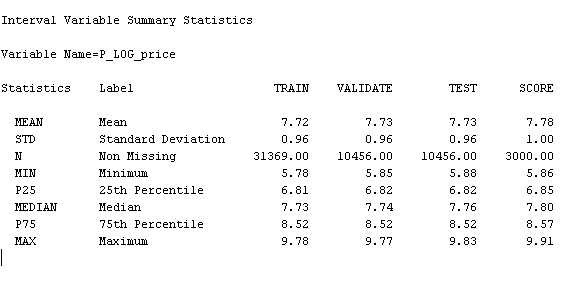 Interval Variable Summary Statistics
Variable Name=P_LOG_price
Statistics Label TRAIN VALIDATE TEST SCORE
MEAN Mean 7.72 7.73 7.73 7.78
STD Standard Deviation 0.96 0.96 0.96 1.00
N Non Missing 31369.00 10456.00 10456.00 3000.00
MIN Minimum 5.78 5.85 5.88 5.86
P25 25th Percentile 6.81 6.82 6.82 6.85
MEDIAN Median 7.73 7.74 7.76 7.80
P75 75th Percentile 8.52 8.52 8.52 8.57
MAX Maximum 9.78 9.77 9.83 9.91